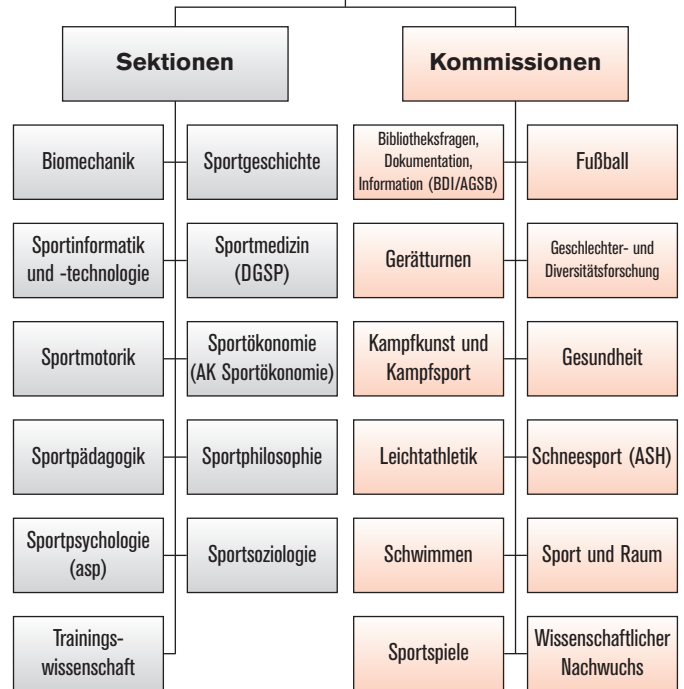 Sektionen
Kommissionen
Biomechanik
Sportgeschichte
Bibliotheksfragen,
Dokumentation,
Information (BDI/AGSB)
Fußball
Sportinformatik
und -technologie
Sportmedizin
(DGSP)
Gerätturnen
Geschlechter- und
Diversitätsforschung
Sportmotorik
Sportökonomie
(AK Sportökonomie)
Kampfkunst und
Kampfsport
Gesundheit
Sportpädagogik
Sportphilosophie
Leichtathletik
Schneesport (ASH)
Sportpsychologie
(asp)
Sportsoziologie
Schwimmen
Sport und Raum
Trainings-
wissenschaft
Sportspiele
Wissenschaftlicher
Nachwuchs